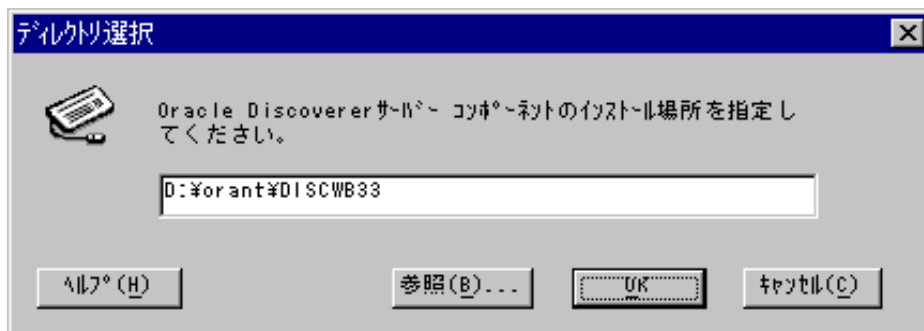 ﾃﾞｨﾚｸﾄﾘ選択
Oracle Discovererｻｰﾊﾞｰ ｺﾝﾎﾟｰﾈﾝﾄのｲﾝｽﾄｰﾙ場所を指定し
てください。
D:¥orant¥DISCWB33
ﾍﾙﾌﾟ(H) 参照(B)... OK ｷｬﾝｾﾙ(C)